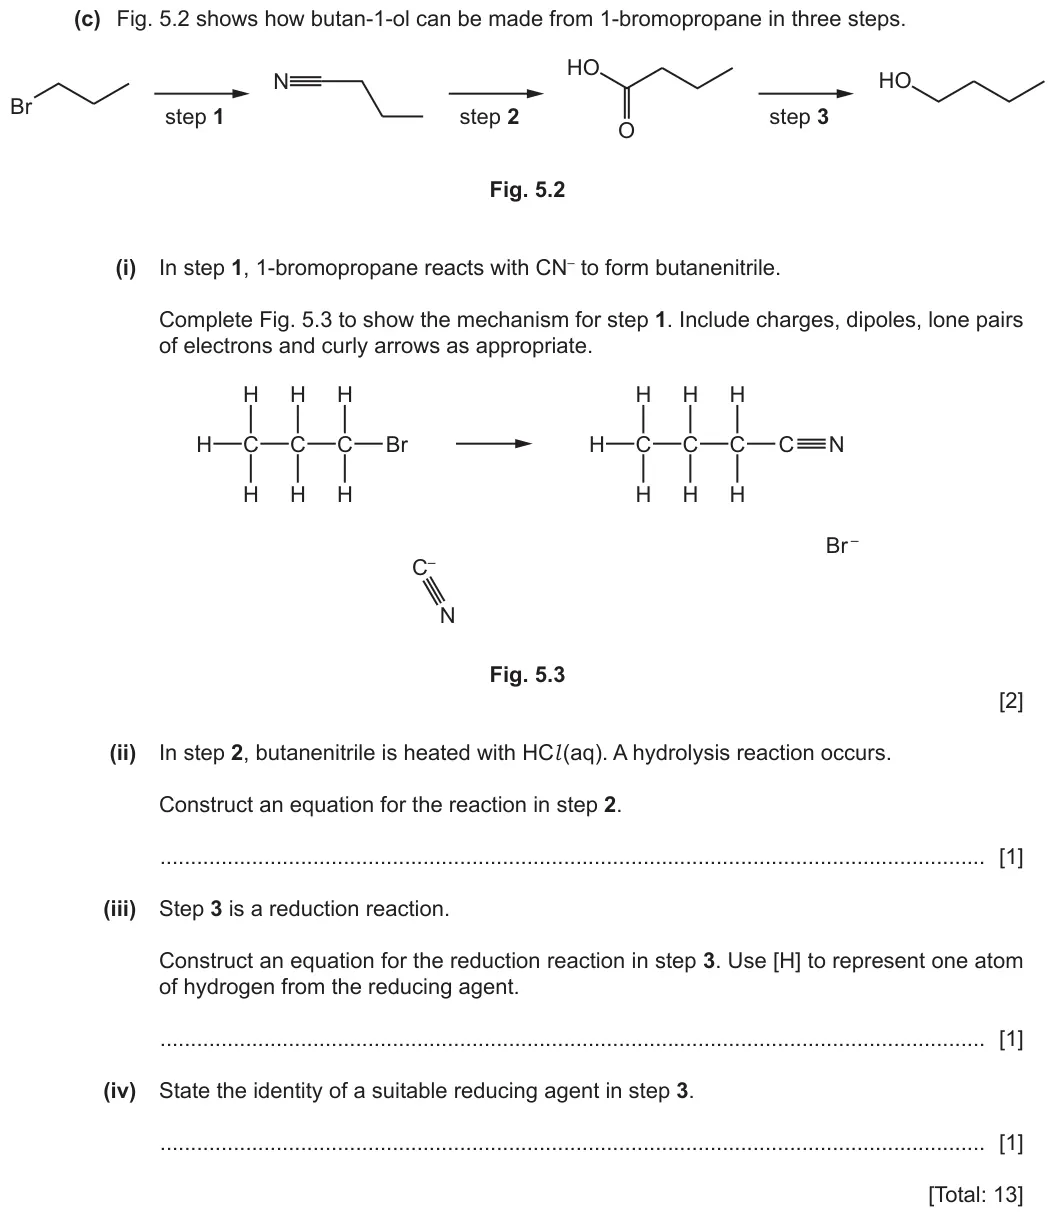 (c) Fig. 5.2 shows how butan-1-ol can be made from 1-bromopropane in three steps.
Br
step 1
N
step 2
HO
O
step 3
HO
Fig. 5.2
(i) In step 1, 1-bromopropane reacts with CN⁻ to form butanenitrile.
Complete Fig. 5.3 to show the mechanism for step 1. Include charges, dipoles, lone pairs
of electrons and curly arrows as appropriate.
H H H H H H
H C C C Br H C C C C N
H H H H H H
Br⁻
C⁻
N
Fig. 5.3
[2]
(ii) In step 2, butanenitrile is heated with HCl(aq). A hydrolysis reaction occurs.
Construct an equation for the reaction in step 2.
[1]
(iii) Step 3 is a reduction reaction.
Construct an equation for the reduction reaction in step 3. Use [H] to represent one atom
of hydrogen from the reducing agent.
[1]
(iv) State the identity of a suitable reducing agent in step 3.
[1]
[Total: 13]